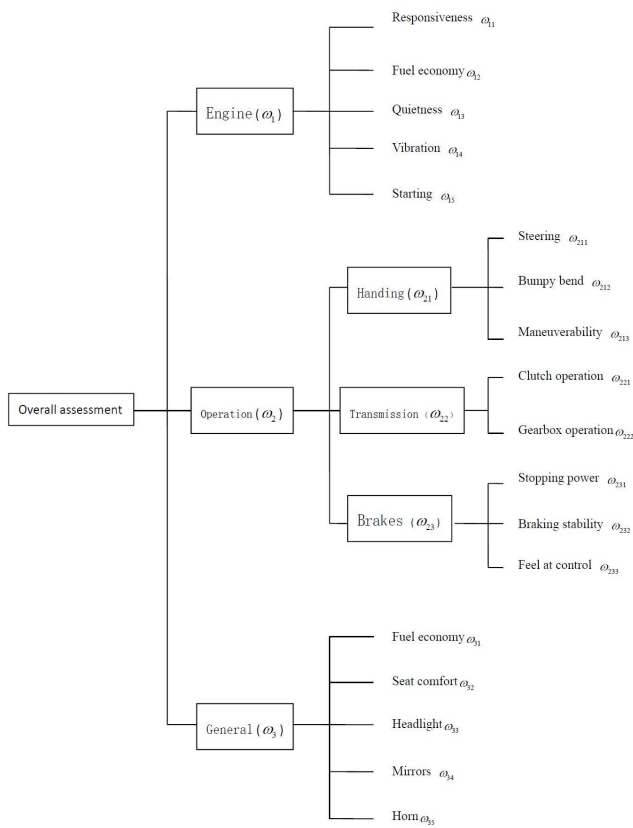 Responsiveness ω₁₁
Fuel economy ω₁₂
Engine (ω₁)
Quietness ω₁₃
Vibration ω₁₄
Starting ω₁₅
Steering ω₂₁₁
Handing (ω₂₁)
Bumpy bend ω₂₁₂
Maneuverability ω₂₁₃
Clutch operation ω₂₂₁
Overall assessment
Operation (ω₂)
Transmission (ω₂₂)
Gearbox operation ω₂₂₂
Stopping power ω₂₃₁
Brakes (ω₂₃)
Braking stability ω₂₃₂
Feel at control ω₂₃₃
Fuel economy ω₃₁
Seat comfort ω₃₂
General (ω₃)
Headlight ω₃₃
Mirrors ω₃₄
Horn ω₃₅